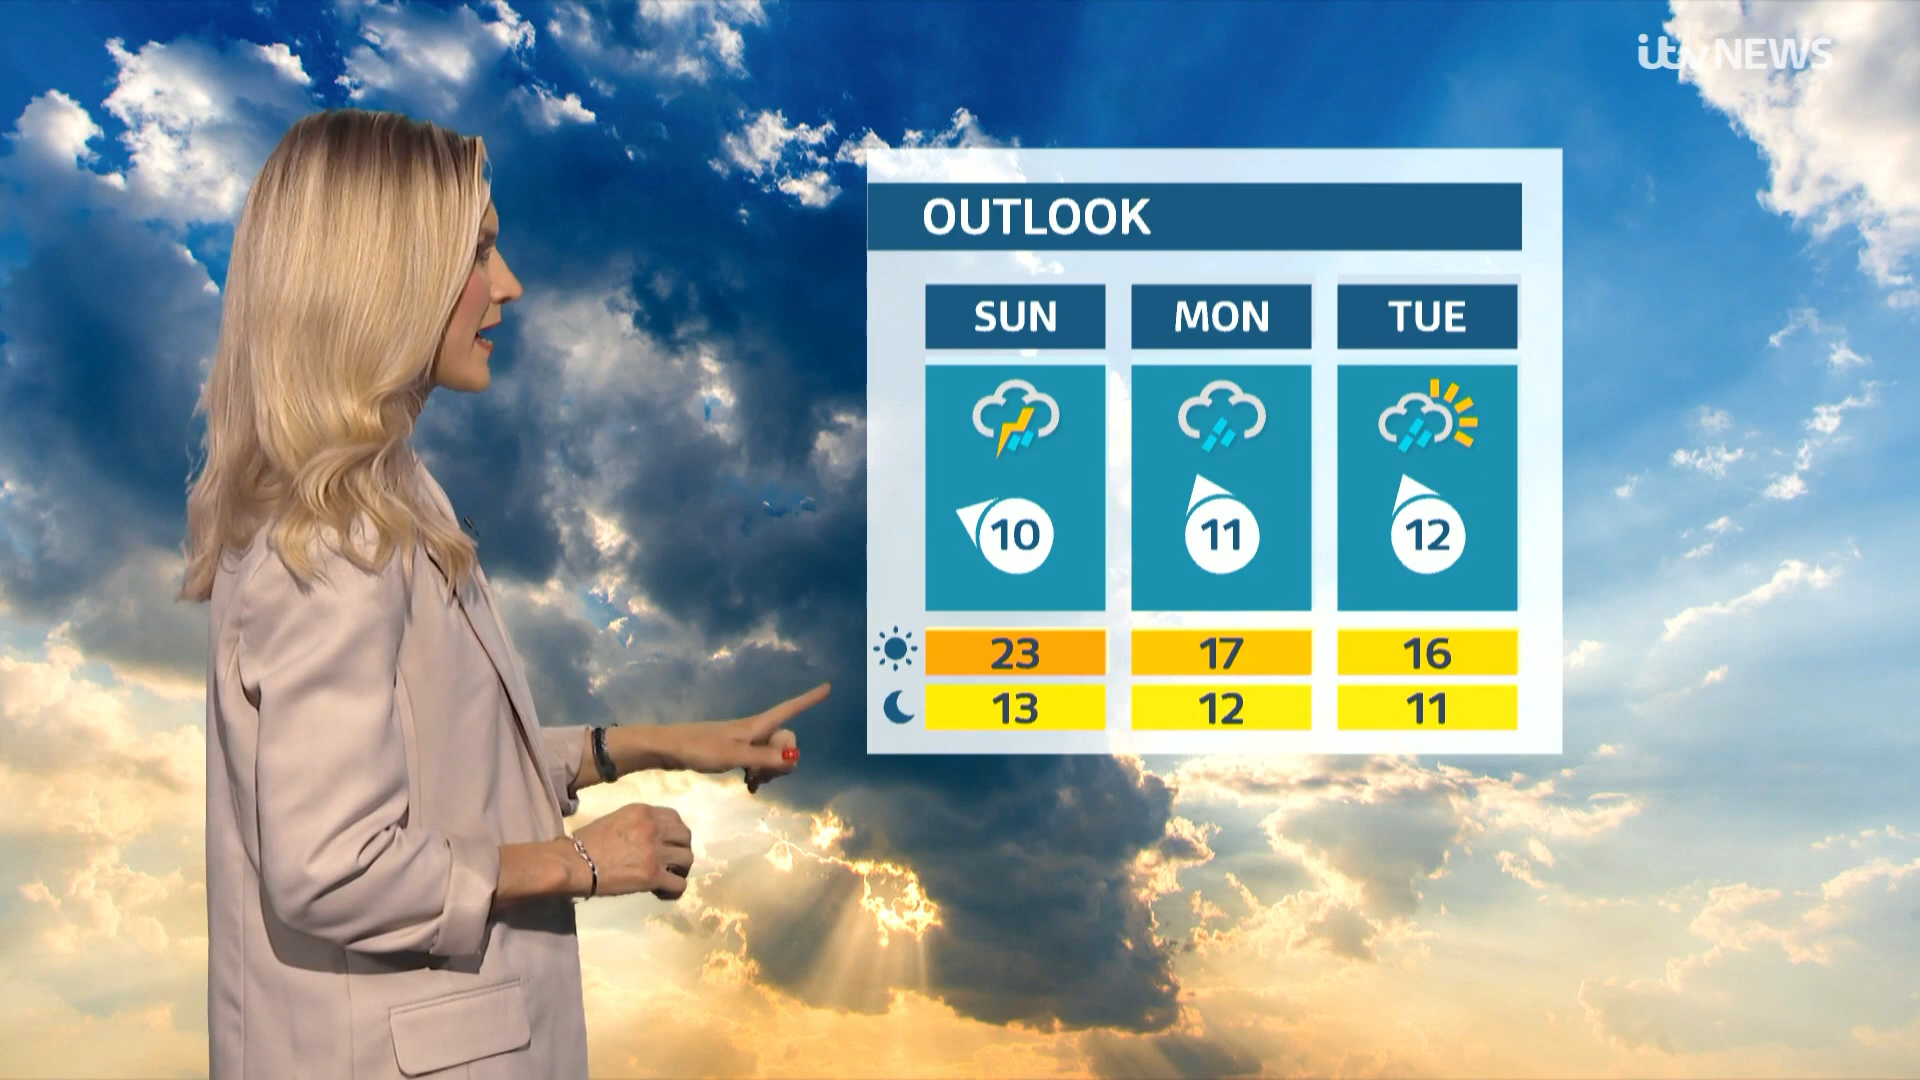 itv NEWS
OUTLOOK
SUN MON TUE
10 11 12
23 17 16
13 12 11